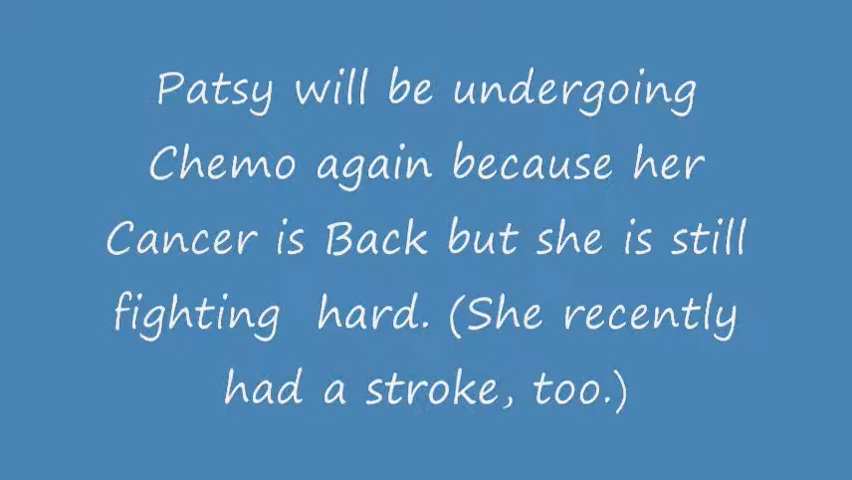 Patsy will be undergoing
Chemo again because her
Cancer is Back but she is still
fighting  hard. (She recently
had a stroke, too.)